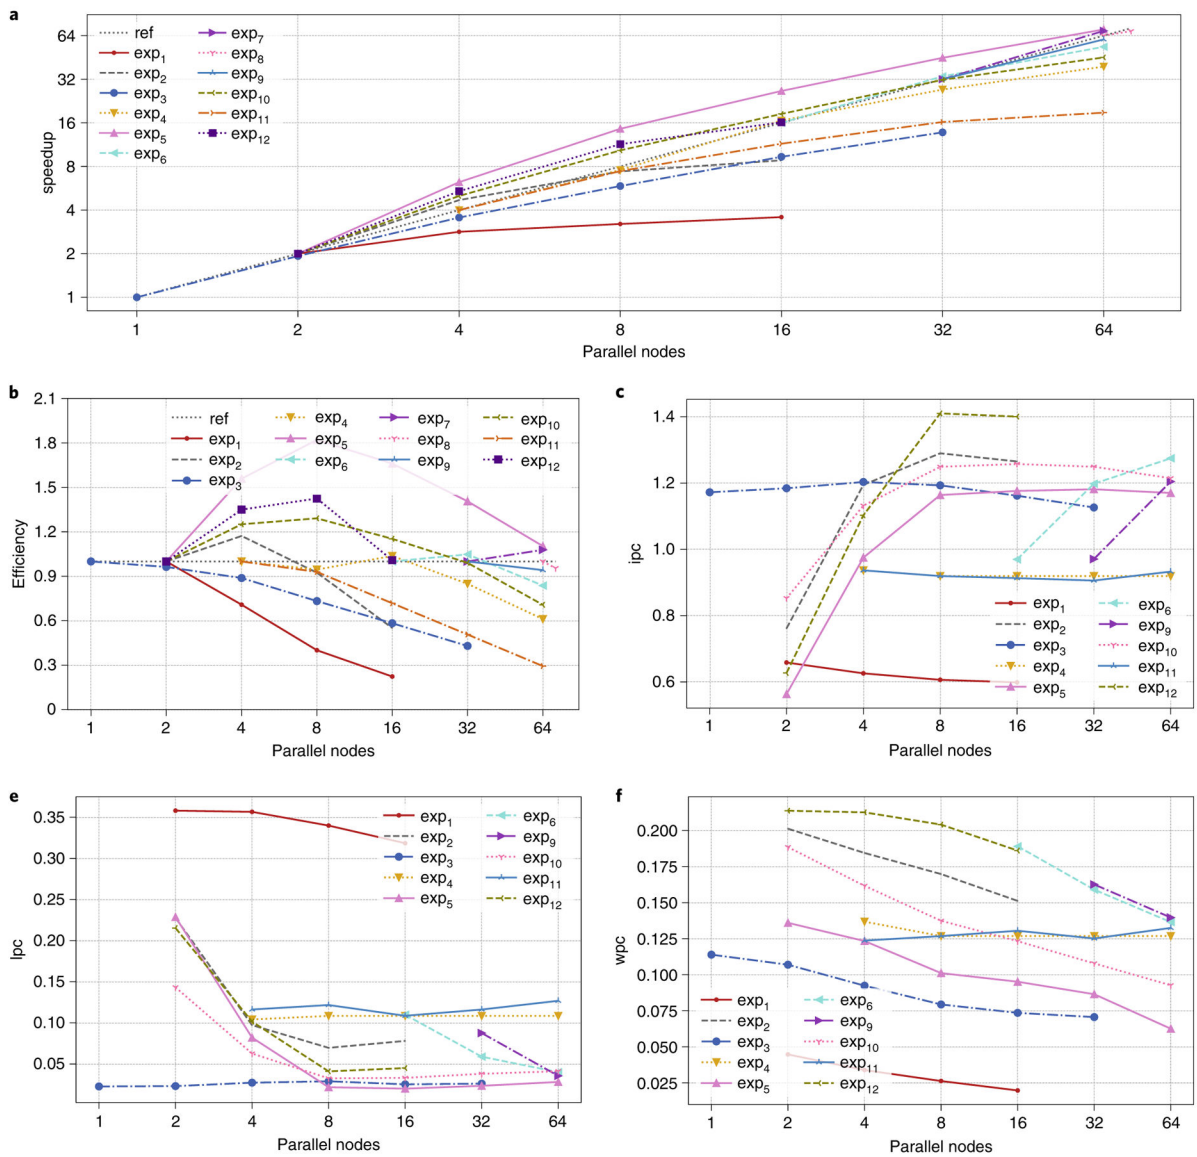 a
speedup
64
32
16
8
4
2
1
ref
exp1
exp2
exp3
exp4
exp5
exp6
exp7
exp8
exp9
exp10
exp11
exp12
1 2 4 8 16 32 64
Parallel nodes
b
Efficiency
2.1
1.8
1.5
1.2
0.9
0.6
0.3
0
ref
exp1
exp2
exp3
exp4
exp5
exp6
exp7
exp8
exp9
exp10
exp11
exp12
1 2 4 8 16 32 64
Parallel nodes
c
ipc
1.4
1.2
1.0
0.8
0.6
exp1
exp2
exp3
exp4
exp5
exp6
exp9
exp10
exp11
exp12
1 2 4 8 16 32 64
Parallel nodes
e
lpc
0.35
0.30
0.25
0.20
0.15
0.10
0.05
exp1
exp2
exp3
exp4
exp5
exp6
exp9
exp10
exp11
exp12
1 2 4 8 16 32 64
Parallel nodes
f
wpc
0.200
0.175
0.150
0.125
0.100
0.075
0.050
0.025
exp1
exp2
exp3
exp4
exp5
exp6
exp9
exp10
exp11
exp12
1 2 4 8 16 32 64
Parallel nodes